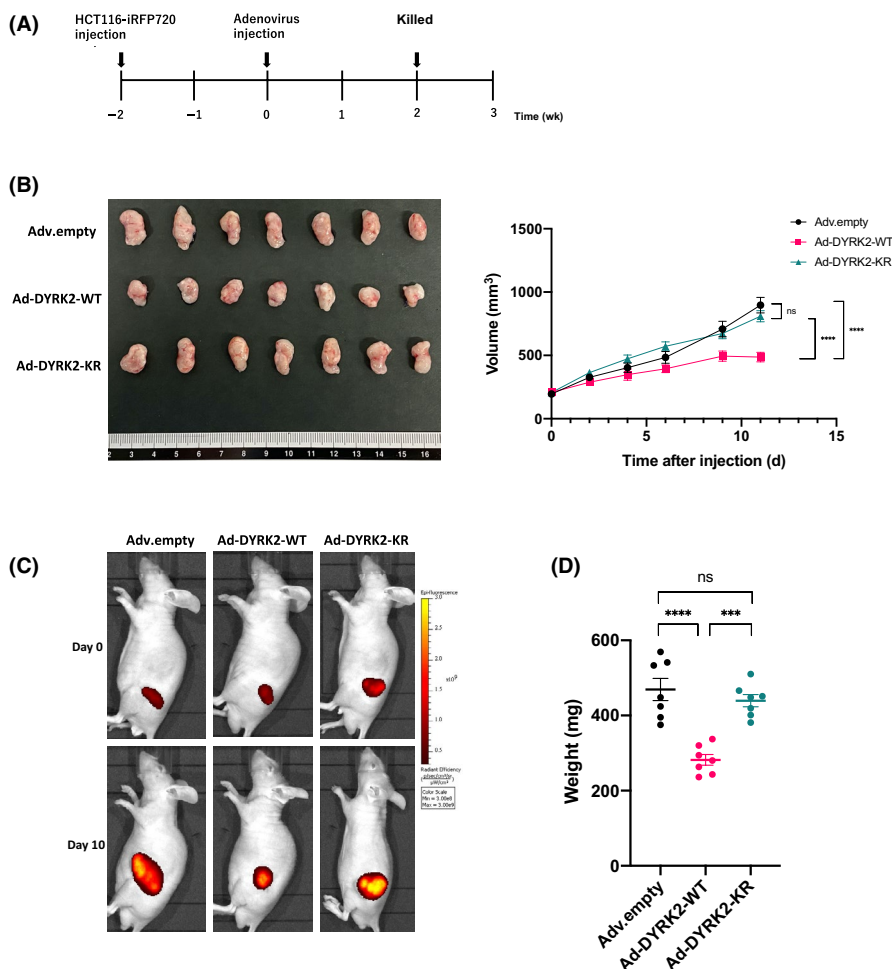 (A)
HCT116-iRFP720
injection
Adenovirus
injection
Killed
−2
−1
0
1
2
3
Time (wk)
(B)
Adv.empty
Ad-DYRK2-WT
Ad-DYRK2-KR
2 3 4 5 6 7 8 9 10 11 12 13 14 15 16
Adv.empty
Ad-DYRK2-WT
Ad-DYRK2-KR
1500
1000
500
0
Volume (mm3)
ns
****
****
0 5 10 15
Time after injection (d)
(C)
Adv.empty
Ad-DYRK2-WT
Ad-DYRK2-KR
Day 0
Day 10
Epi-fluorescence
3.0
2.5
2.0
1.5
1.0
0.5
Radiant Efficiency
Color Scale
Min = 3.00e8
Max = 3.00e9
(D)
ns
****
***
600
400
200
0
Weight (mg)
Adv.empty
Ad-DYRK2-WT
Ad-DYRK2-KR